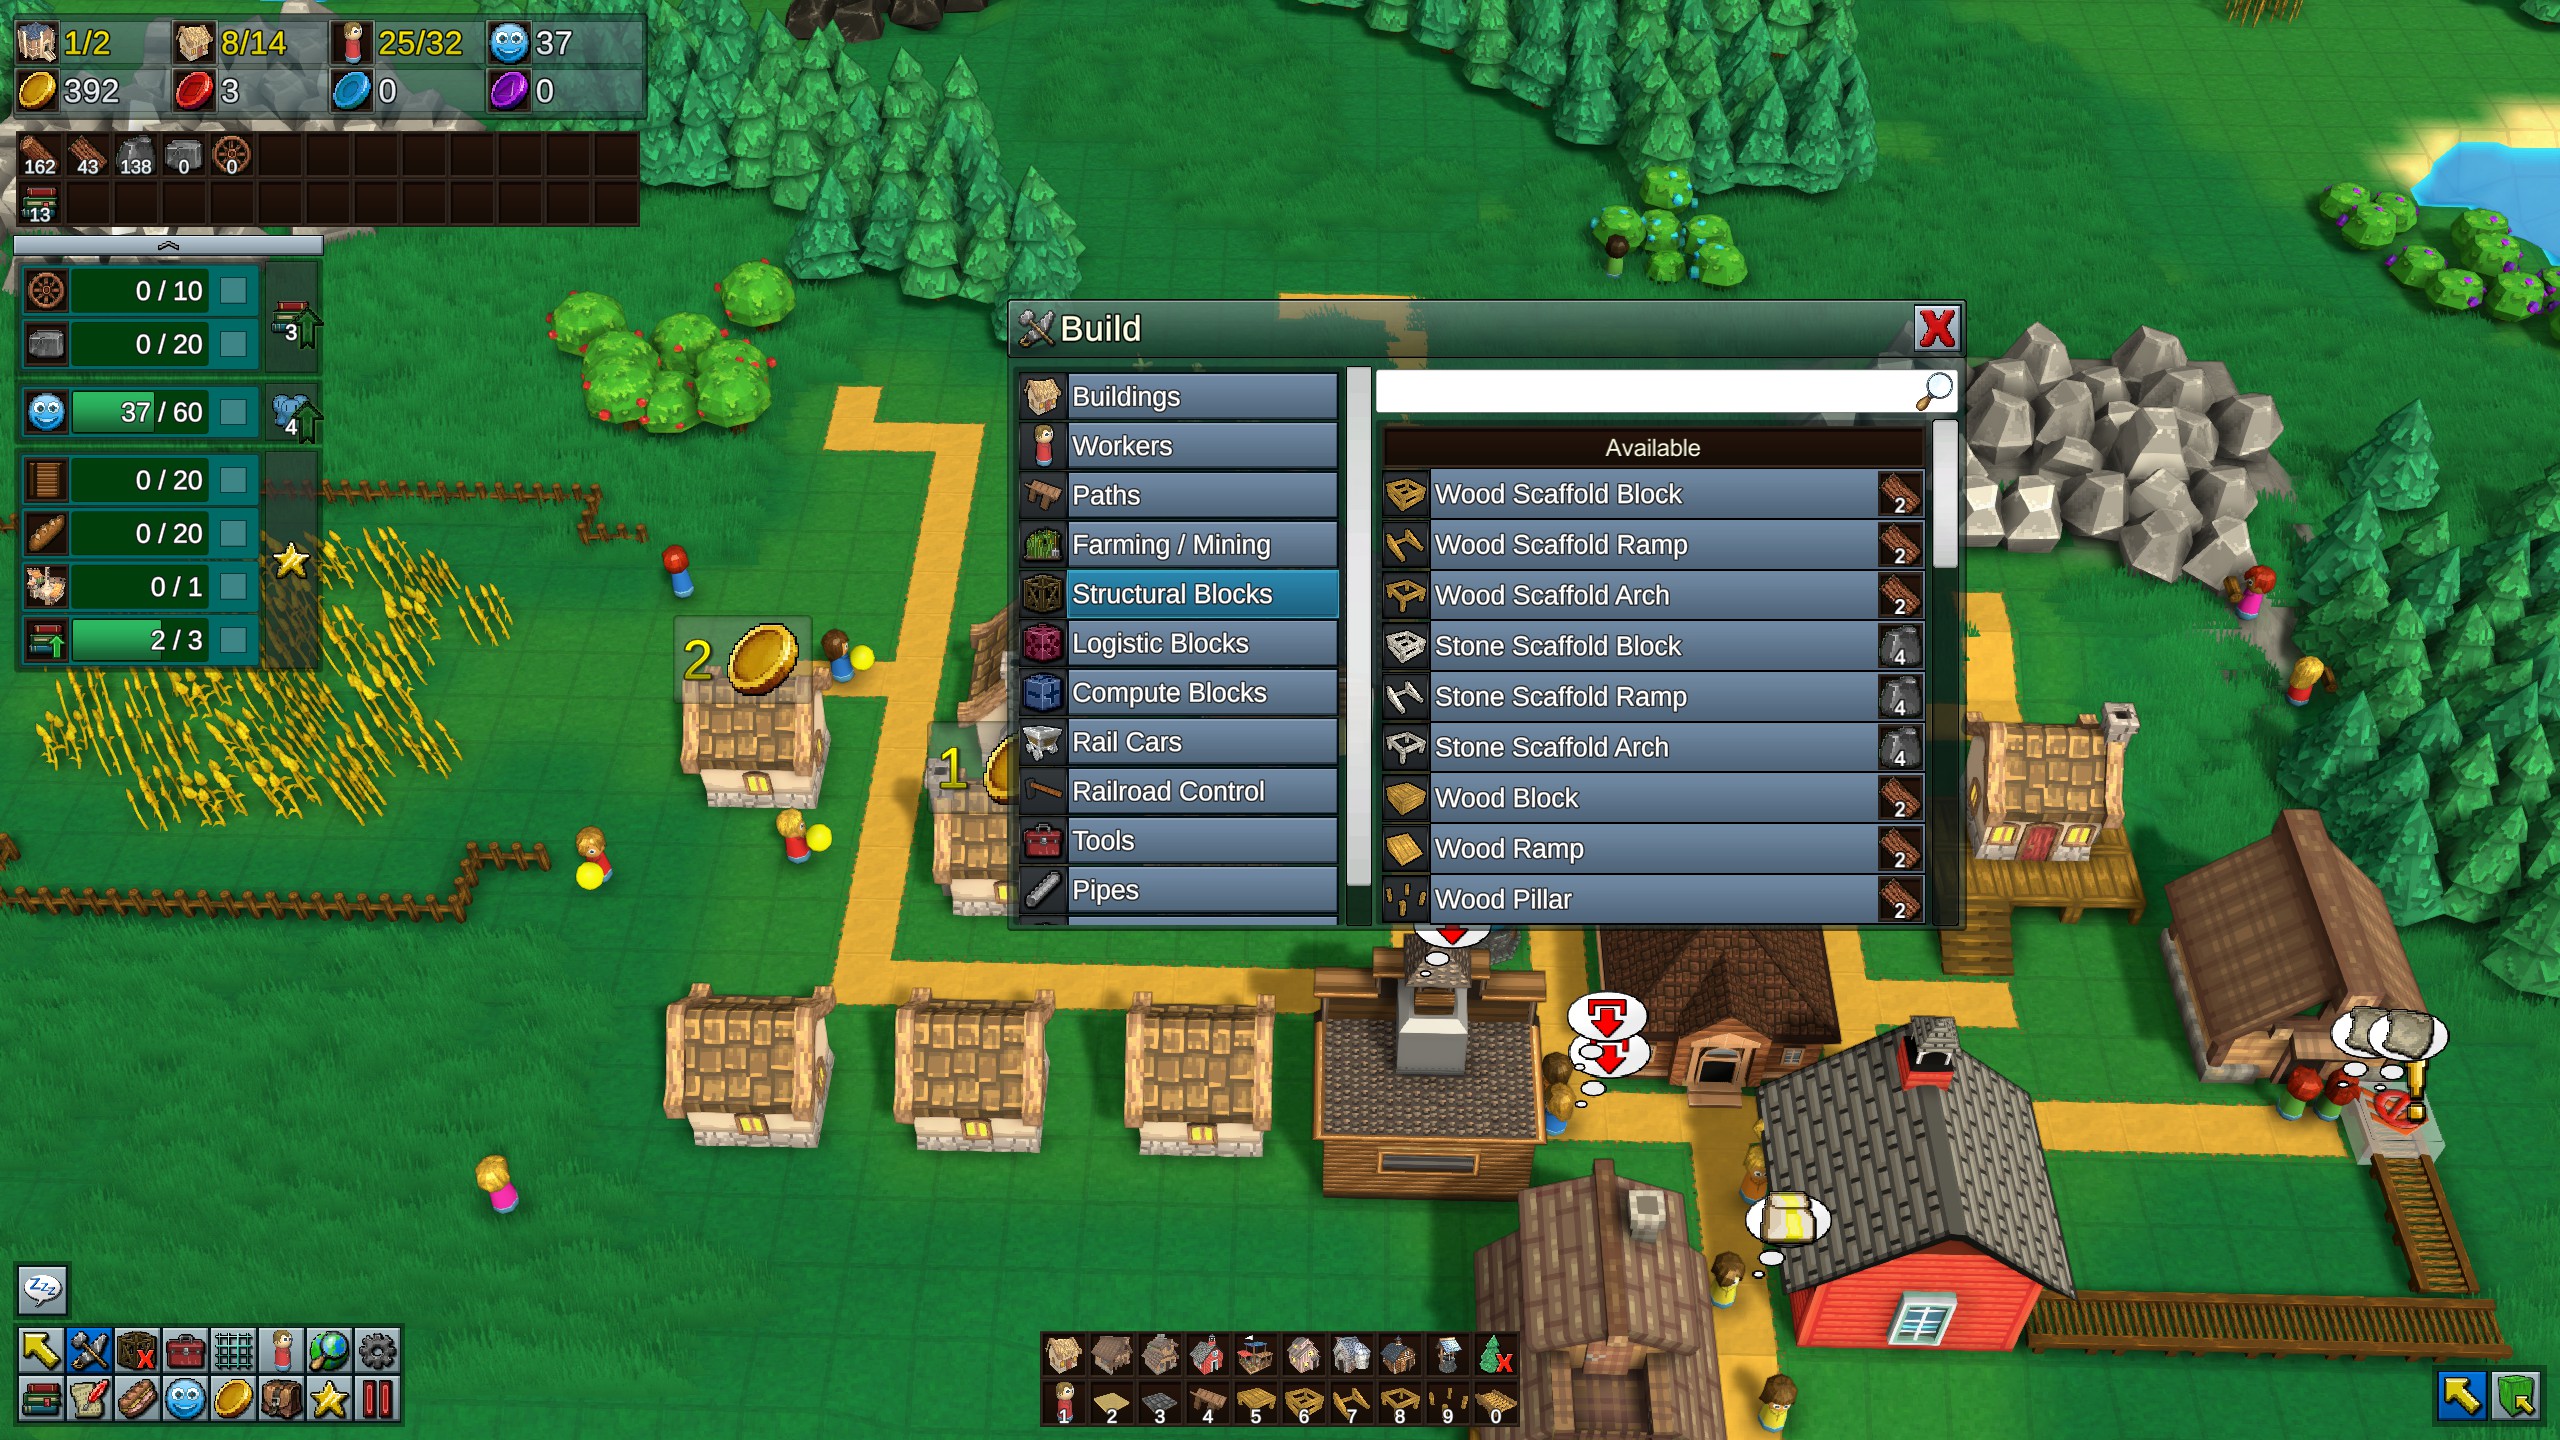 1/2 8/14 25/32 37
392 3 0 0
162 43 138 0 0
13
0 / 10
0 / 20
3
37 / 60
4
0 / 20
0 / 20
0 / 1
2 / 3
2
1
Build
Buildings
Workers
Paths
Farming / Mining
Structural Blocks
Logistic Blocks
Compute Blocks
Rail Cars
Railroad Control
Tools
Pipes
Available
Wood Scaffold Block 2
Wood Scaffold Ramp 2
Wood Scaffold Arch 2
Stone Scaffold Block 4
Stone Scaffold Ramp 4
Stone Scaffold Arch 4
Wood Block 2
Wood Ramp 2
Wood Pillar 2
ZZZ
1 2 3 4 5 6 7 8 9 0